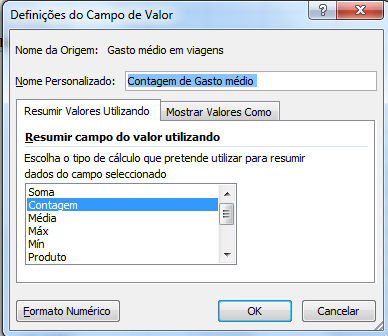 Definições do Campo de Valor
Nome da Origem: Gasto médio em viagens
Nome Personalizado: Contagem de Gasto médio
Resumir Valores Utilizando Mostrar Valores Como
Resumir campo do valor utilizando
Escolha o tipo de cálculo que pretende utilizar para resumir
dados do campo seleccionado
Soma
Contagem
Média
Máx
Mín
Produto
Formato Numérico OK Cancelar